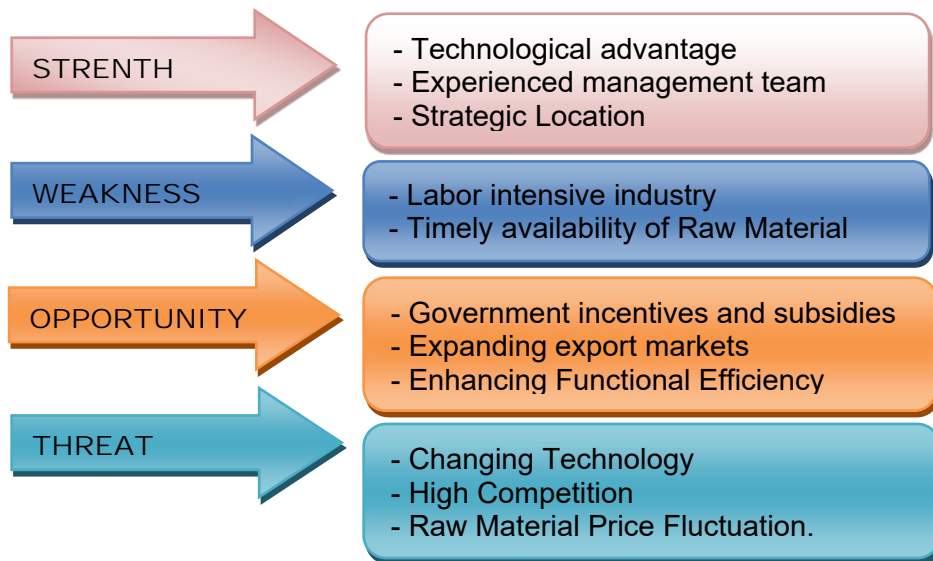 STRENTH
- Technological advantage
- Experienced management team
- Strategic Location
WEAKNESS
- Labor intensive industry
- Timely availability of Raw Material
OPPORTUNITY
- Government incentives and subsidies
- Expanding export markets
- Enhancing Functional Efficiency
THREAT
- Changing Technology
- High Competition
- Raw Material Price Fluctuation.